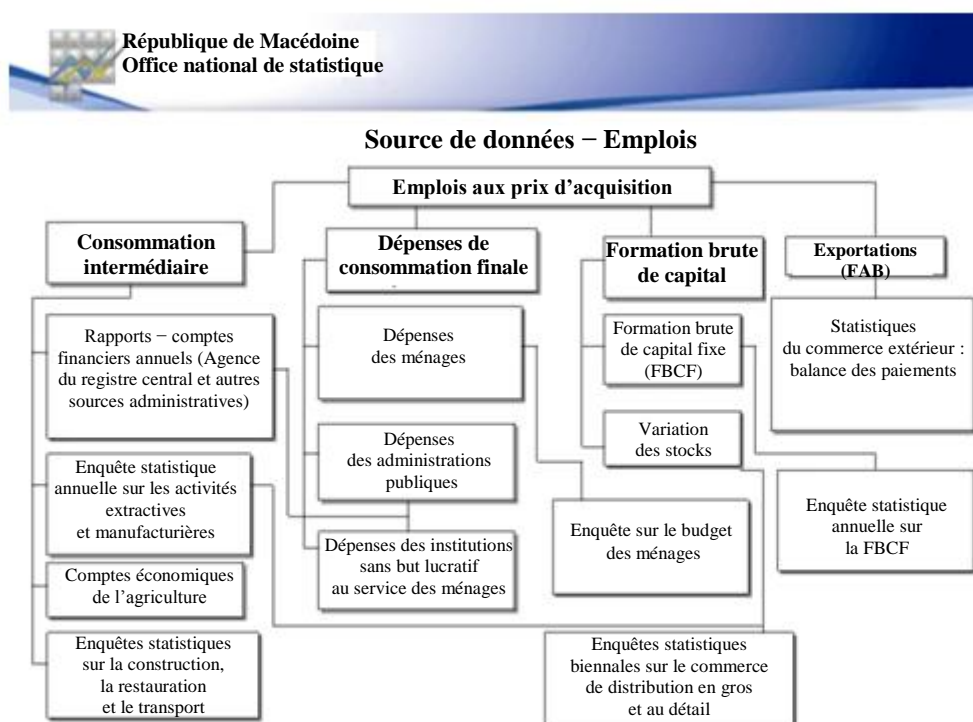 République de Macédoine
Office national de statistique
Source de données − Emplois
Emplois aux prix d’acquisition
Consommation
intermédiaire
Dépenses de
consommation finale
Formation brute
de capital
Exportations
(FAB)
Rapports − comptes
financiers annuels (Agence
du registre central et autres
sources administratives)
Dépenses
des ménages
Formation brute
de capital fixe
(FBCF)
Statistiques
du commerce extérieur :
balance des paiements
Variation
des stocks
Dépenses
des administrations
publiques
Enquête statistique
annuelle sur les activités
extractives
et manufacturières
Enquête sur le budget
des ménages
Enquête statistique
annuelle sur
la FBCF
Dépenses des institutions
sans but lucratif
au service des ménages
Comptes économiques
de l’agriculture
Enquêtes statistiques
sur la construction,
la restauration
et le transport
Enquêtes statistiques
biennales sur le commerce
de distribution en gros
et au détail